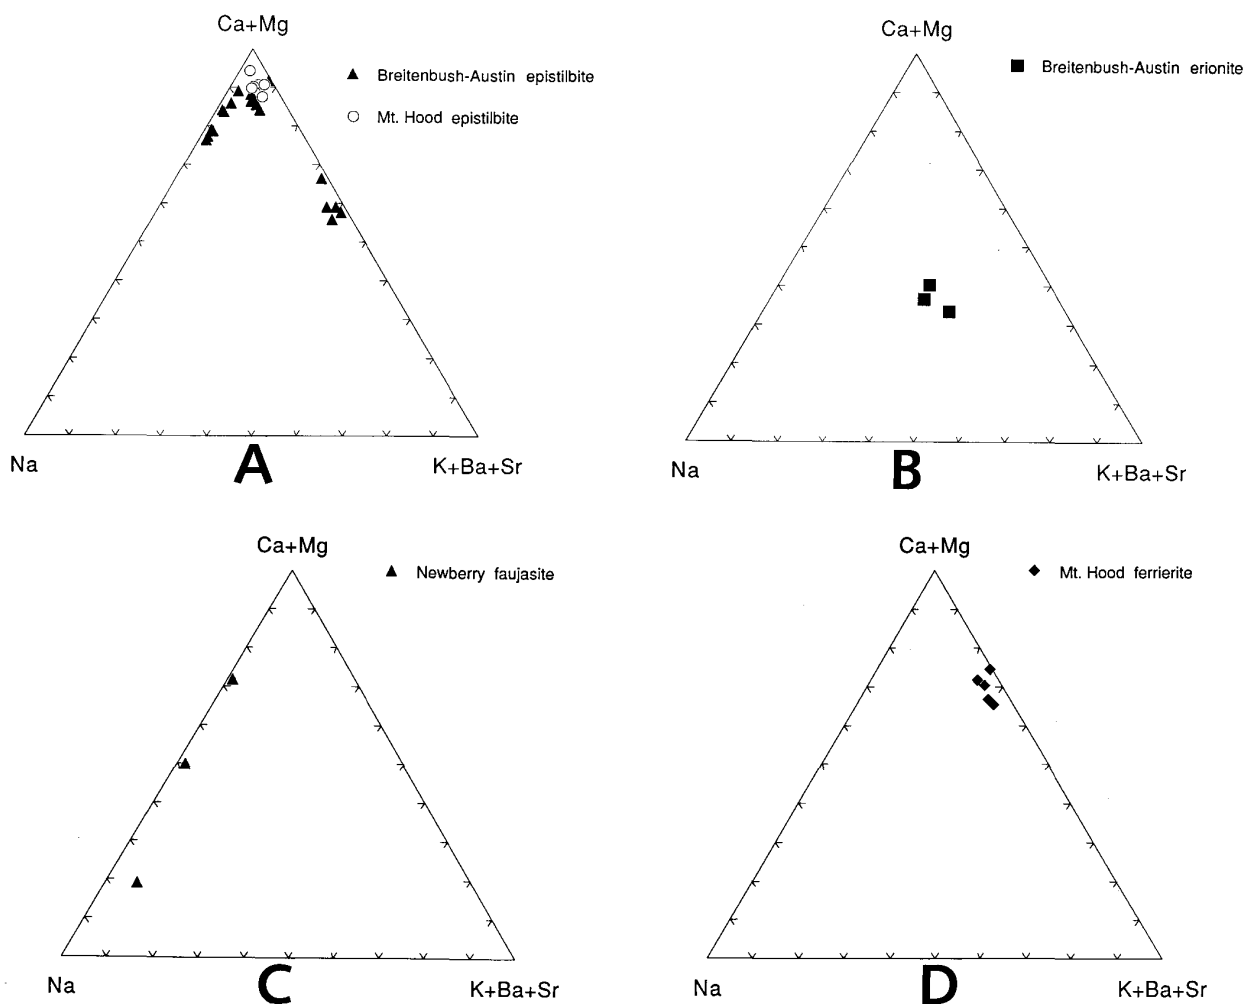 Ca+Mg
Breitenbush-Austin epistilbite
Mt. Hood epistilbite
Na
K+Ba+Sr
A
Ca+Mg
Breitenbush-Austin erionite
Na
K+Ba+Sr
B
Ca+Mg
Newberry faujasite
Na
K+Ba+Sr
C
Ca+Mg
Mt. Hood ferrierite
Na
K+Ba+Sr
D